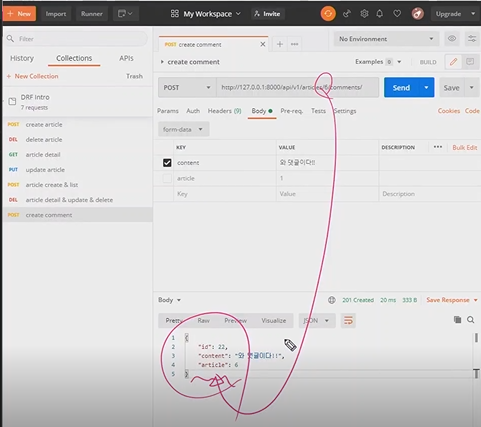 + New
Import
Runner
My Workspace
Invite
Upgrade
Filter
History
Collections
APIs
+ New Collection
Trash
DRF intro
7 requests
POST create article
DEL delete article
GET article detail
PUT update article
POST article create & list
DEL article detail & update & delete
POST create comment
POST create comment
No Environment
create comment
Examples 0
BUILD
POST
http://127.0.0.1:8000/api/v1/articles/6/comments/
Send
Save
Params
Auth
Headers (9)
Body
Pre-req.
Tests
Settings
Cookies
Code
form-data
KEY
VALUE
DESCRIPTION
Bulk Edit
content
와 댓글이다!!
article
1
Key
Value
Description
Body
201 Created
20 ms
333 B
Save Response
Pretty
Raw
Preview
Visualize
JSON
1 {
2 "id": 22,
3 "content": "와 댓글이다!!",
4 "article": 6
5 }